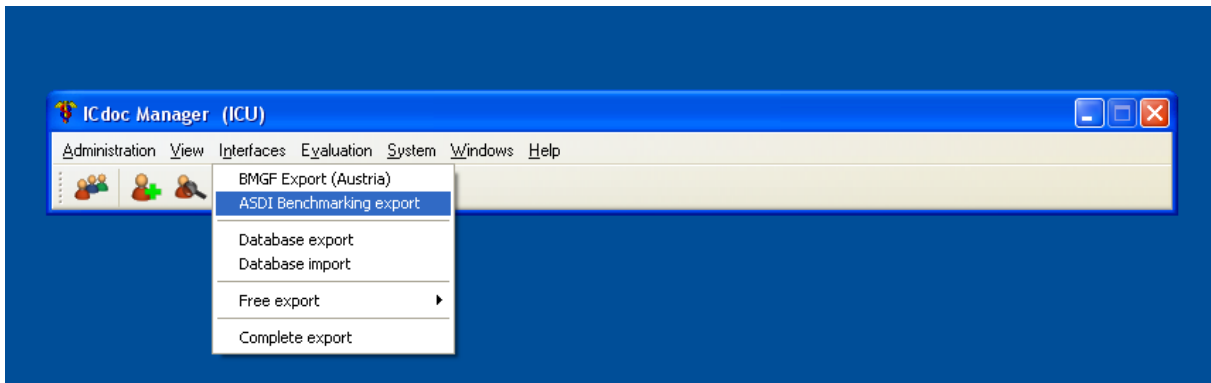 ICdoc Manager (ICU)
Administration View Interfaces Evaluation System Windows Help
BMGF Export (Austria)
ASDI Benchmarking export
Database export
Database import
Free export
Complete export